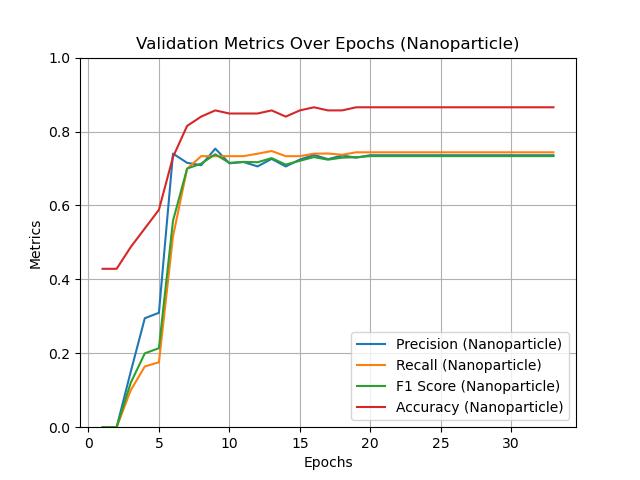 Validation Metrics Over Epochs (Nanoparticle)
1.0
0.8
0.6
0.4
0.2
0.0
Metrics
0 5 10 15 20 25 30
Epochs
Precision (Nanoparticle)
Recall (Nanoparticle)
F1 Score (Nanoparticle)
Accuracy (Nanoparticle)